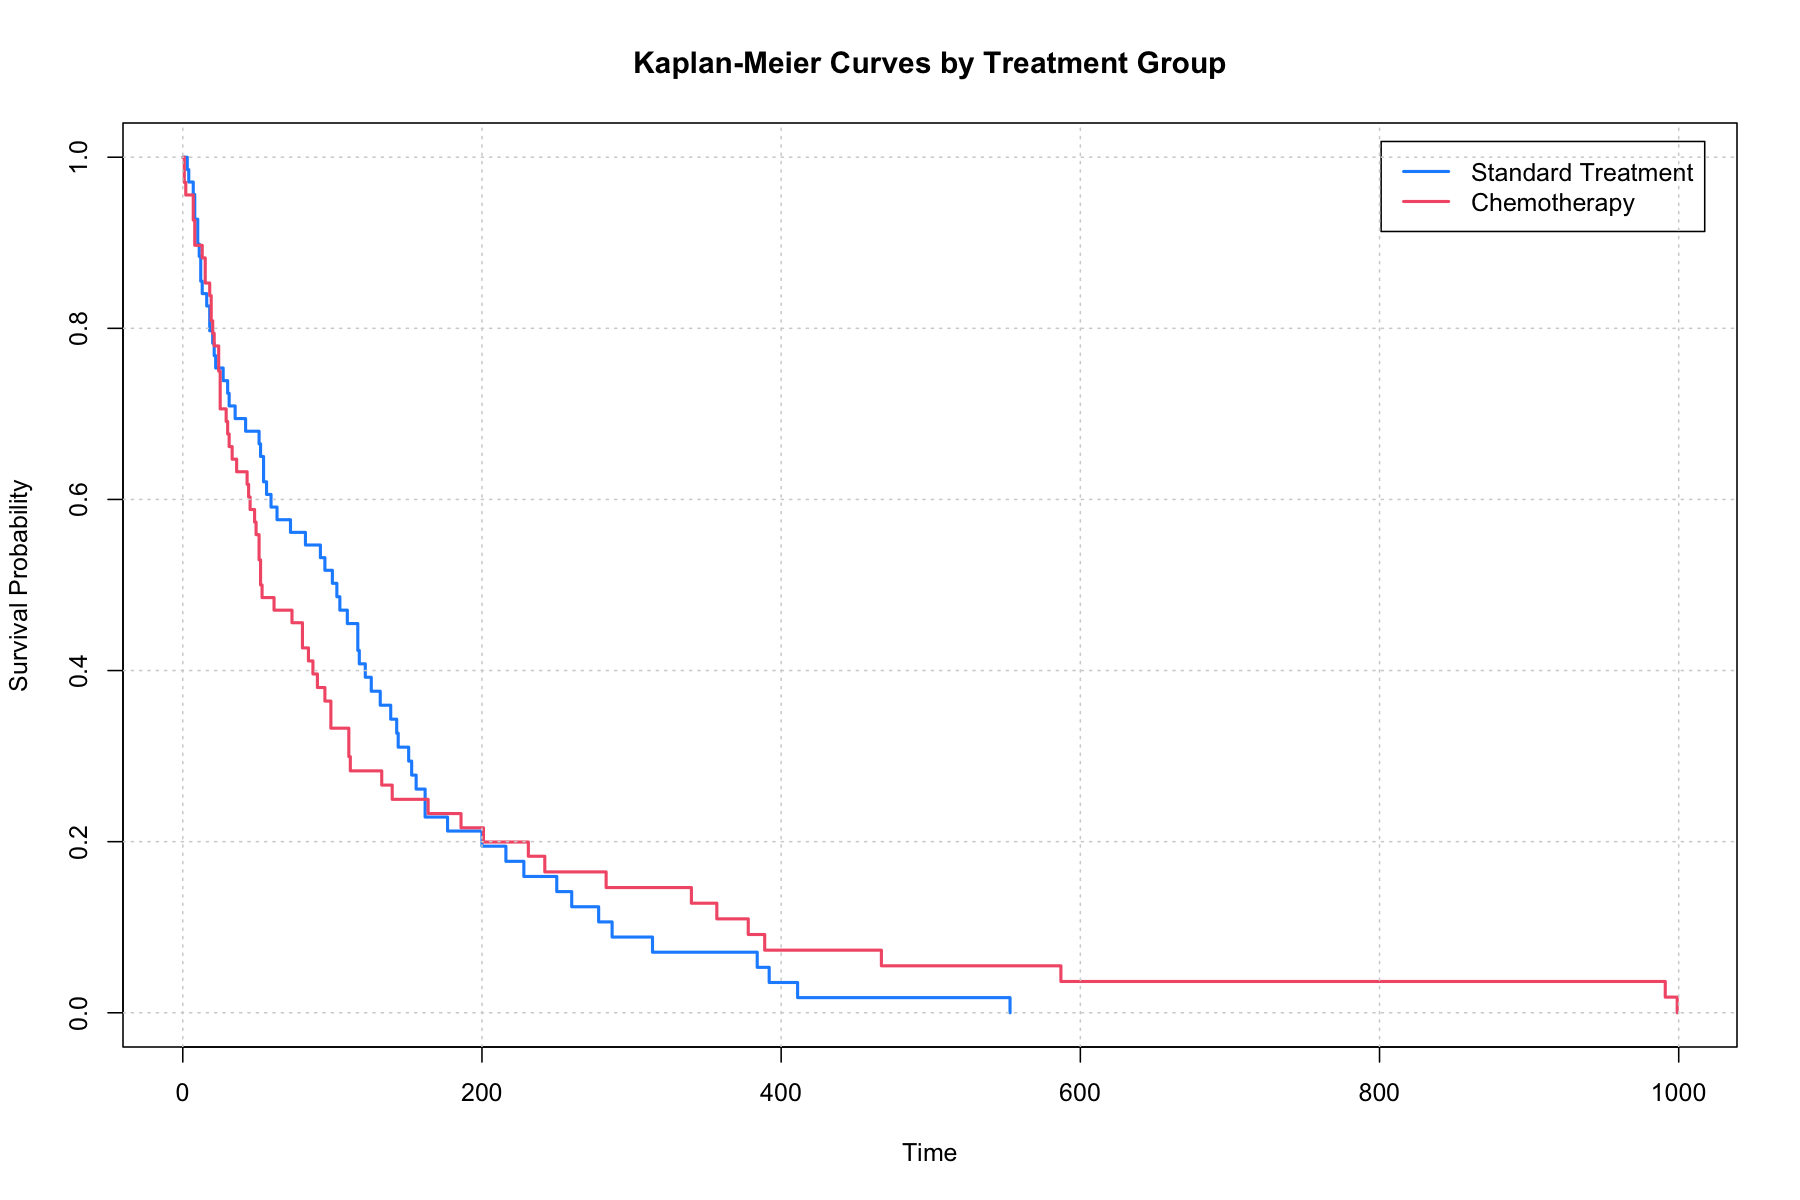 Kaplan-Meier Curves by Treatment Group
Standard Treatment
Chemotherapy
Survival Probability
1.0
0.8
0.6
0.4
0.2
0.0
0 200 400 600 800 1000
Time